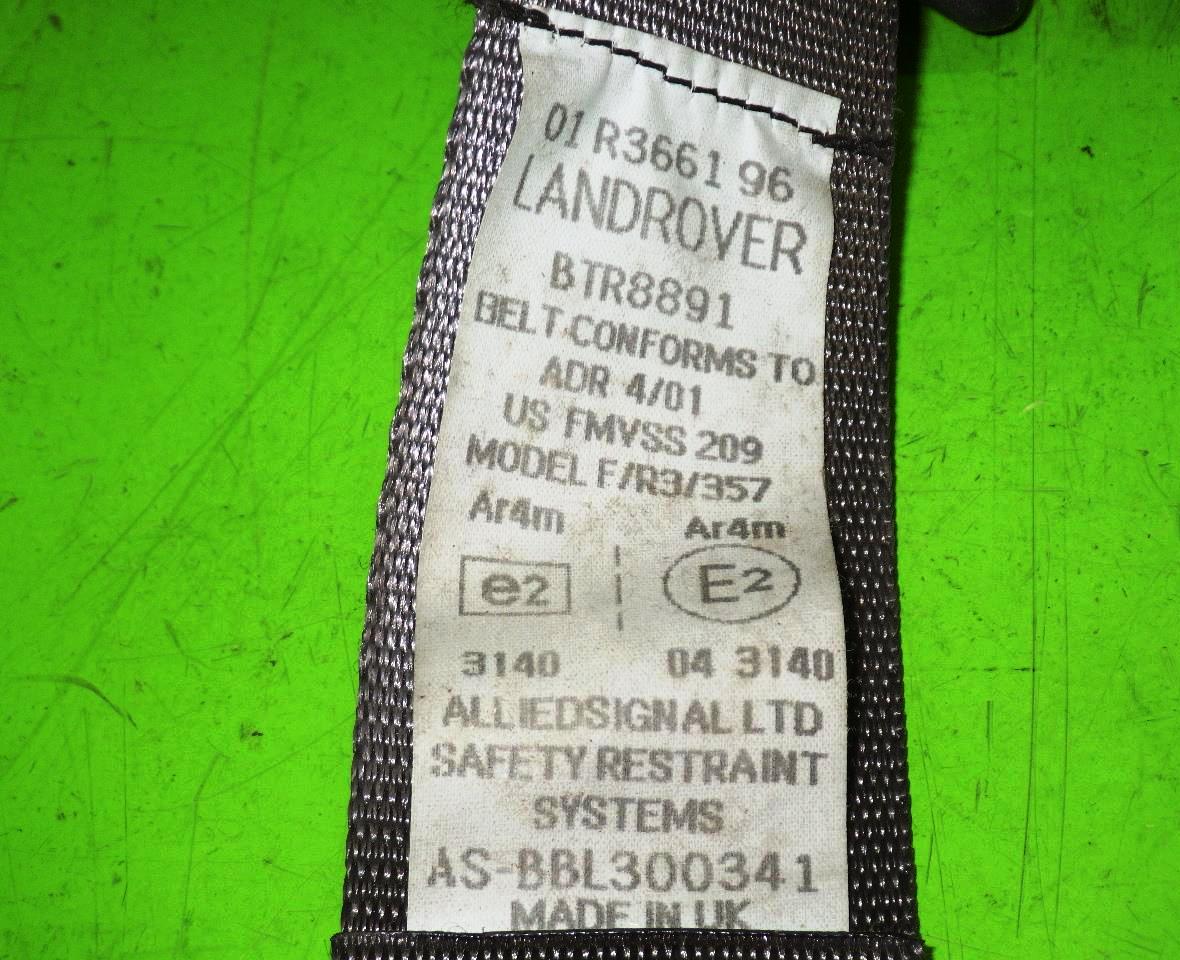 01 R3661 96
LANDROVER
BTR8891
BELT CONFORMS TO
ADR 4/01
US FMVSS 209
MODEL F/R3/357
Ar4m Ar4m
e2 E2
3140 04 3140
ALLIEDSIGNAL LTD
SAFETY RESTRAINT
SYSTEMS
AS-BBL300341
MADE IN UK